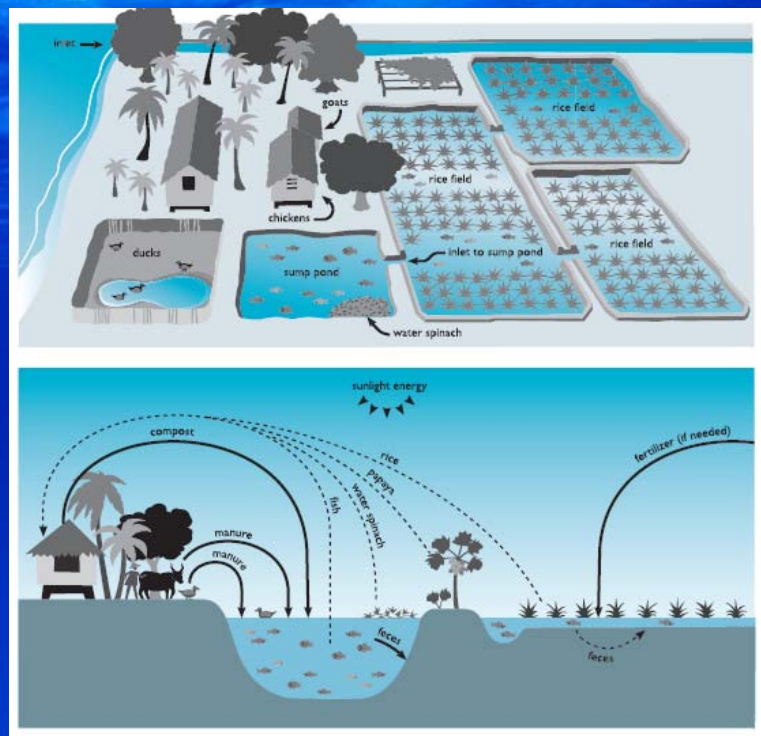 inlet
goats
rice field
rice field
chickens
rice field
ducks
inlet to sump pond
sump pond
water spinach
sunlight energy
compost
rice
fertilizer (if needed)
papaya
water spinach
fish
manure
manure
feces
feces